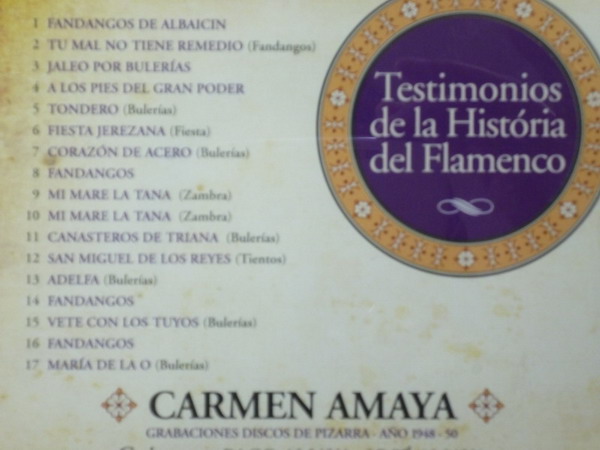 1 FANDANGOS DE ALBAICIN
2 TU MAL NO TIENE REMEDIO (Fandangos)
3 JALEO POR BULERÍAS
4 A LOS PIES DEL GRAN PODER
5 TONDERO (Bulerías)
6 FIESTA JEREZANA (Fiesta)
7 CORAZÓN DE ACERO (Bulerías)
8 FANDANGOS
9 MI MARE LA TANA (Zambra)
10 MI MARE LA TANA (Zambra)
11 CANASTEROS DE TRIANA (Bulerías)
12 SAN MIGUEL DE LOS REYES (Tientos)
13 ADELFA (Bulerías)
14 FANDANGOS
15 VETE CON LOS TUYOS (Bulerías)
16 FANDANGOS
17 MARÍA DE LA O (Bulerías)
Testimonios
de la História
del Flamenco
CARMEN AMAYA
GRABACIONES DISCOS DE PIZARRA - AÑO 1948 - 50